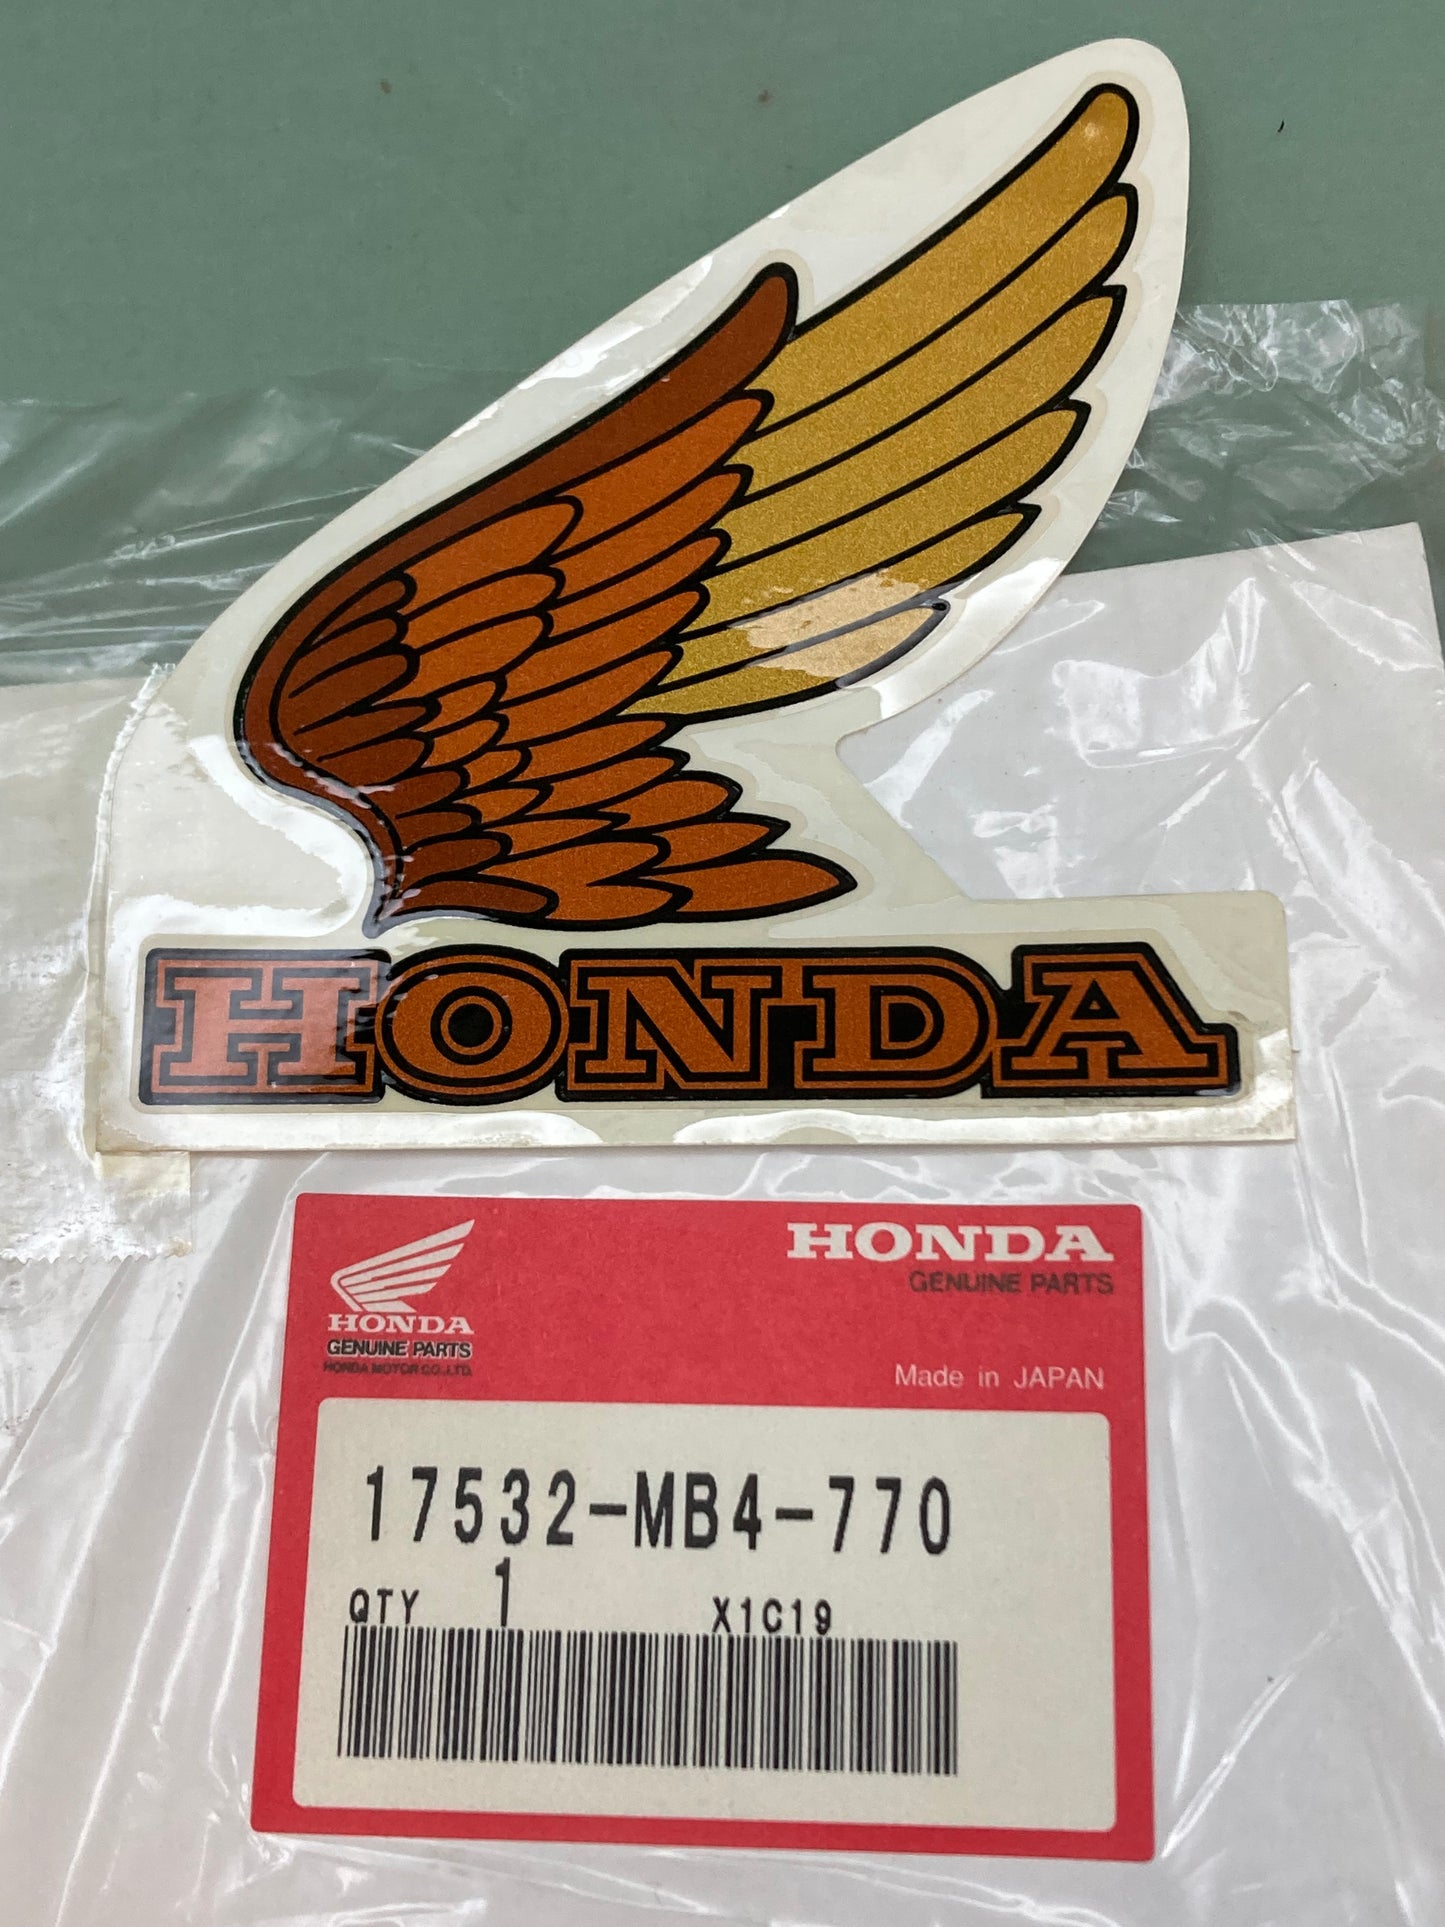 HONDA
HONDA
GENUINE PARTS
HONDA MOTOR CO.,LTD.
HONDA
GENUINE PARTS
Made in JAPAN
17532-MB4-770
QTY 1 X1C19